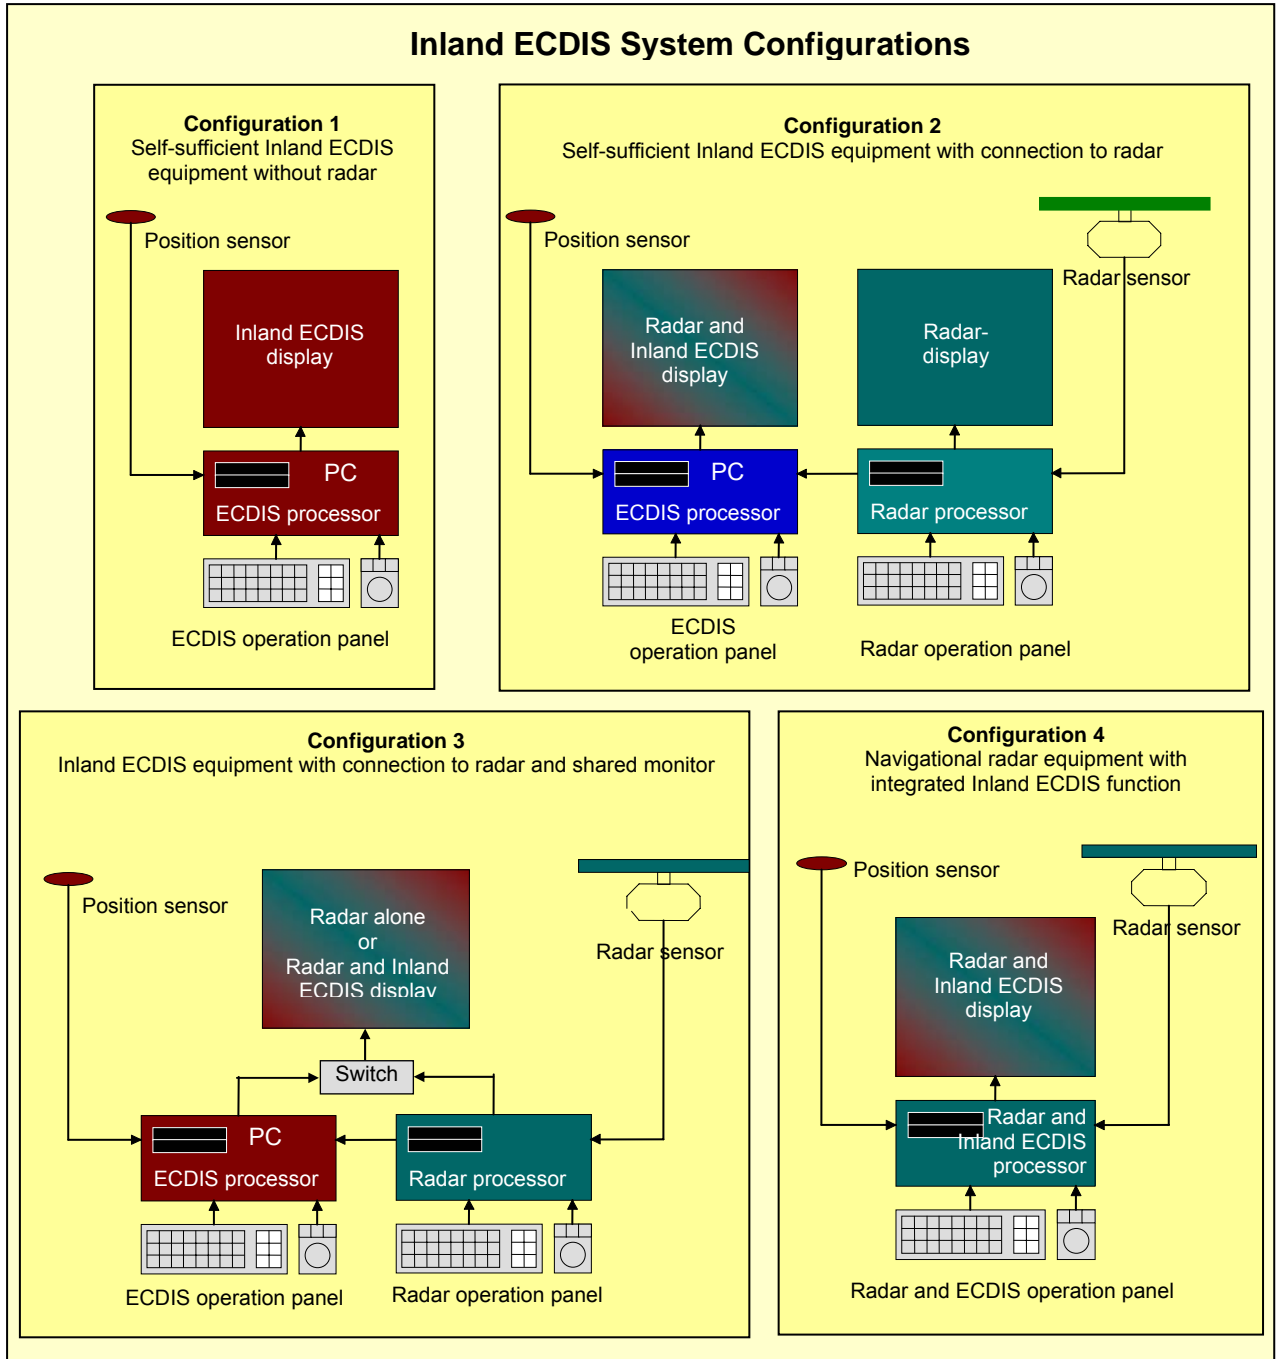 Inland ECDIS System Configurations
Configuration 1
Self-sufficient Inland ECDIS
equipment without radar
Position sensor
Inland ECDIS
display
PC
ECDIS processor
ECDIS operation panel
Configuration 2
Self-sufficient Inland ECDIS equipment with connection to radar
Position sensor
Radar sensor
Radar and
Inland ECDIS
display
Radar-
display
PC
ECDIS processor
Radar processor
ECDIS
operation panel
Radar operation panel
Configuration 3
Inland ECDIS equipment with connection to radar and shared monitor
Position sensor
Radar sensor
Radar alone
or
Radar and Inland
ECDIS display
Switch
PC
ECDIS processor
Radar processor
ECDIS operation panel
Radar operation panel
Configuration 4
Navigational radar equipment with
integrated Inland ECDIS function
Position sensor
Radar sensor
Radar and
Inland ECDIS
display
Radar and
Inland ECDIS
processor
Radar and ECDIS operation panel